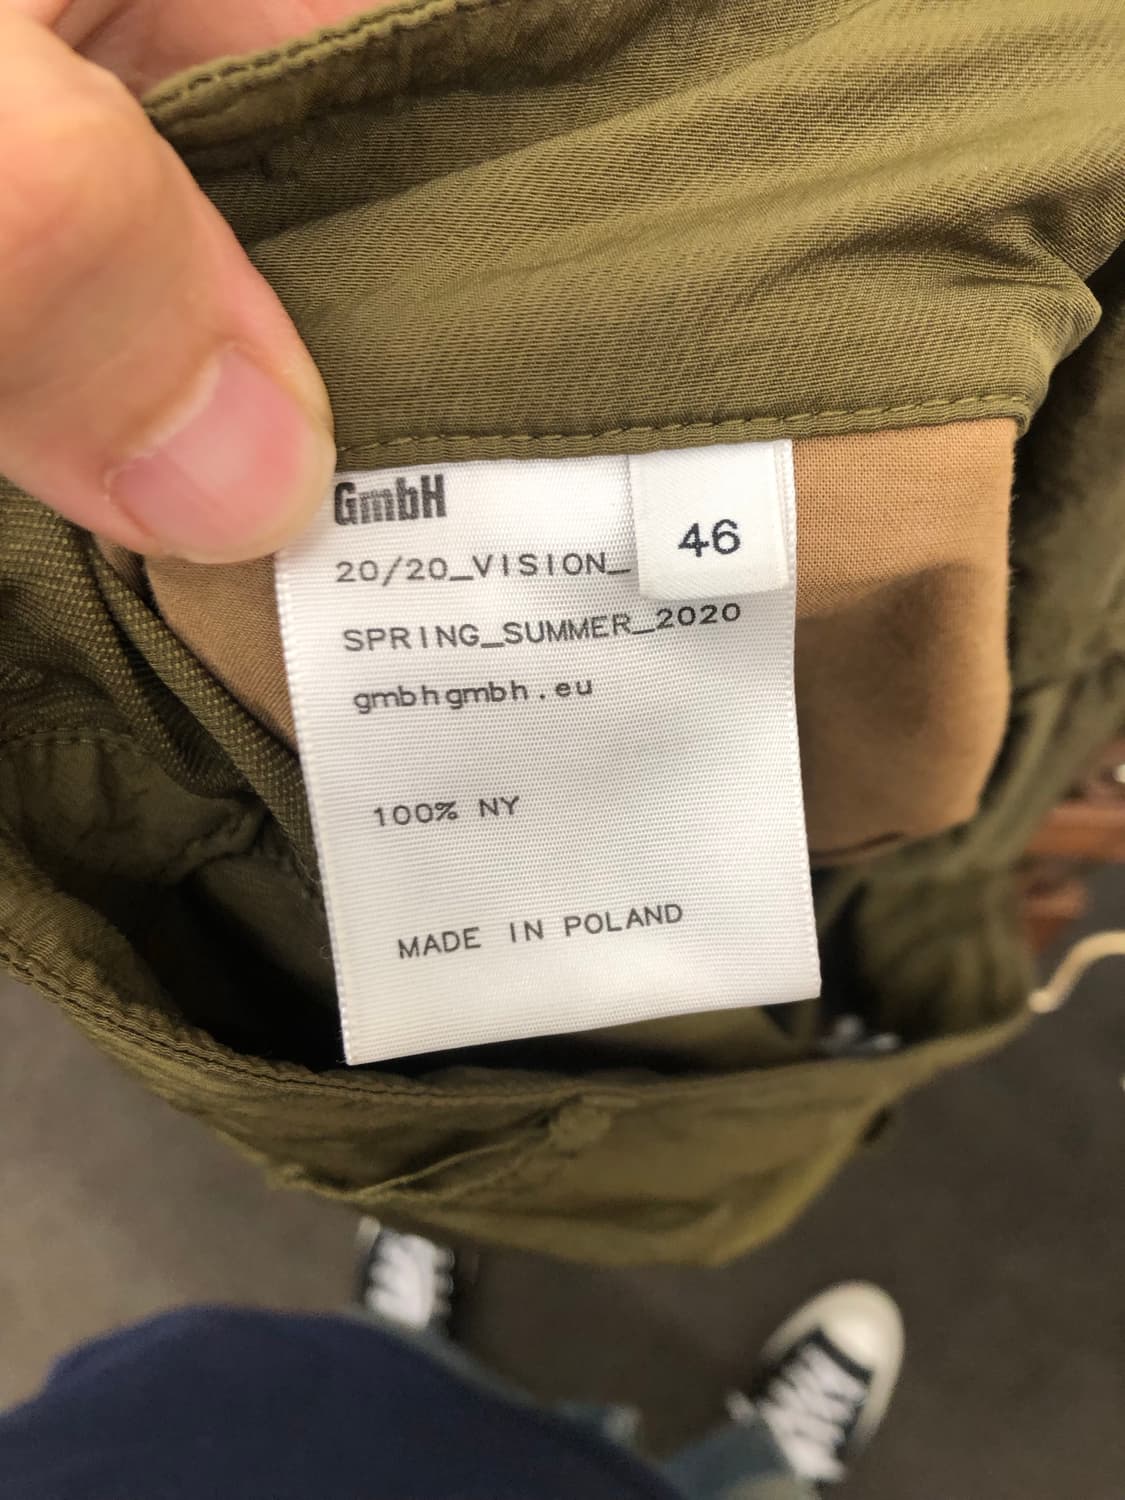 GmbH
46
20/20_VISION_
SPRING_SUMMER_2020
gmbhgmbh.eu
100% NY
MADE IN POLAND